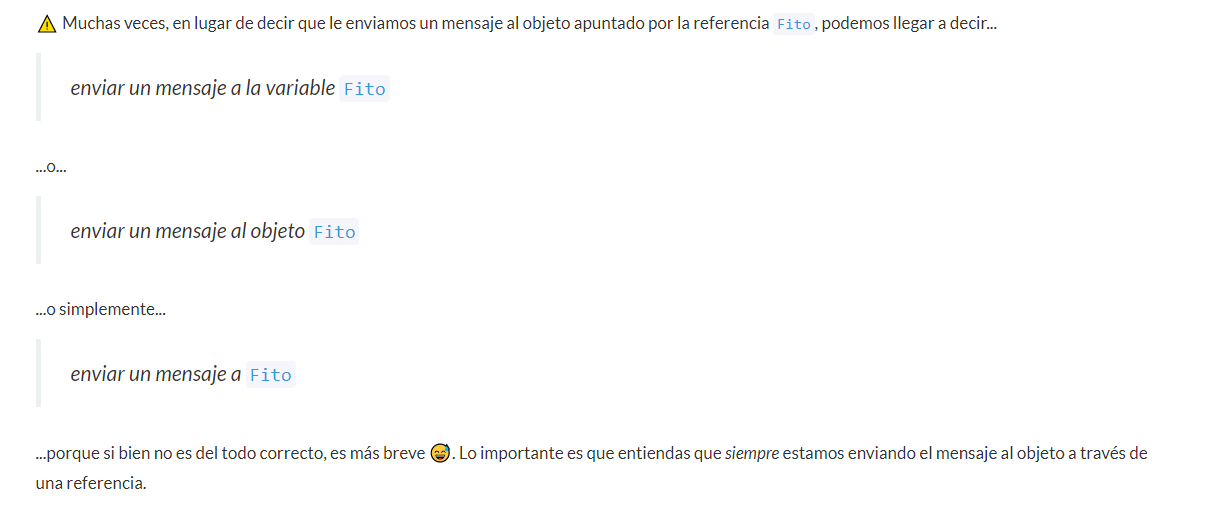 ⚠️ Muchas veces, en lugar de decir que le enviamos un mensaje al objeto apuntado por la referencia Fito, podemos llegar a decir...
enviar un mensaje a la variable Fito
...o...
enviar un mensaje al objeto Fito
...o simplemente...
enviar un mensaje a Fito
...porque si bien no es del todo correcto, es más breve 😅. Lo importante es que entiendas que siempre estamos enviando el mensaje al objeto a través de
una referencia.